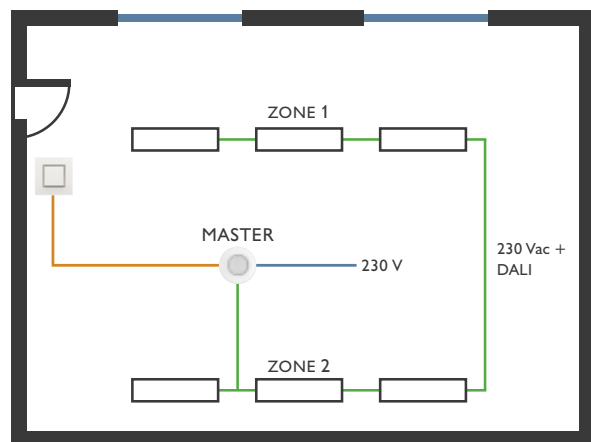 ZONE 1
MASTER
230 V
230 Vac +
DALI
ZONE 2